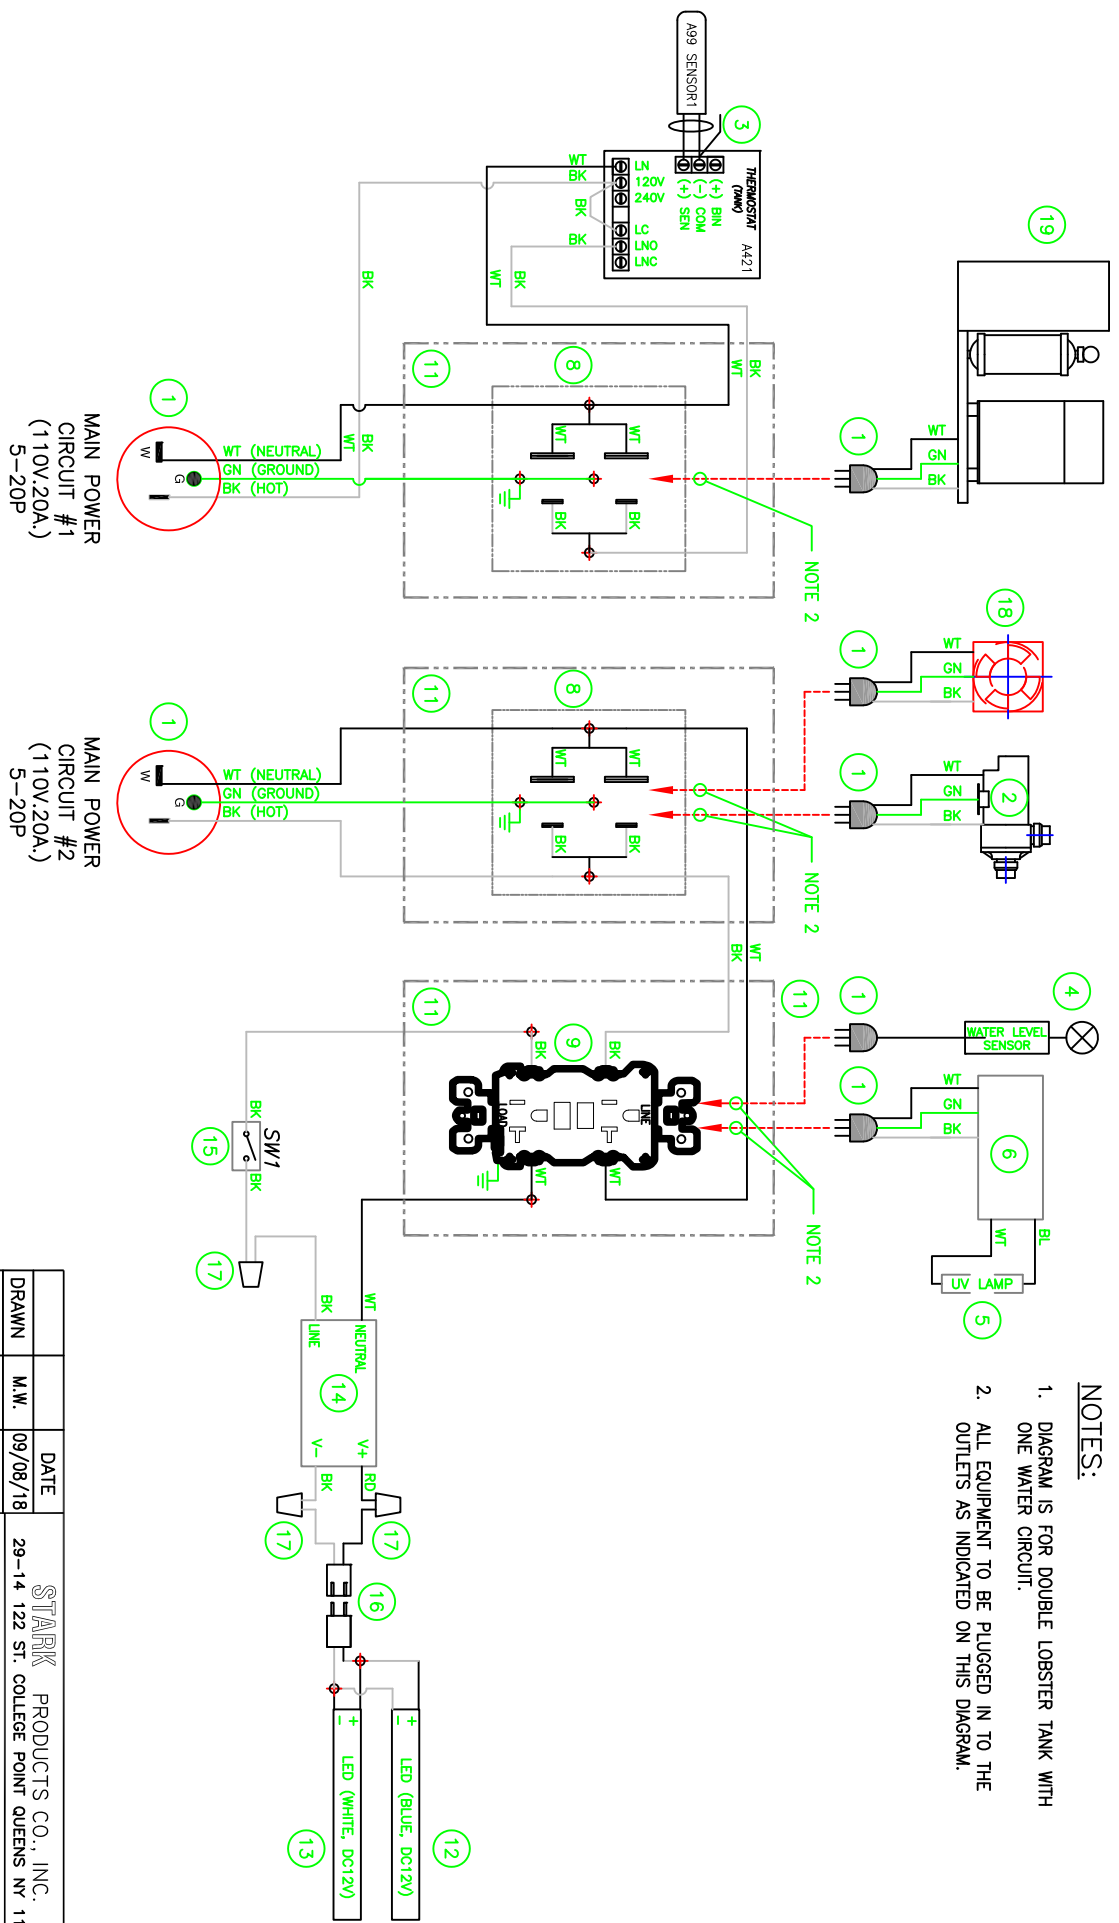 NOTES:
1. DIAGRAM IS FOR DOUBLE LOBSTER TANK WITH
ONE WATER CIRCUIT.
2. ALL EQUIPMENT TO BE PLUGGED IN TO THE
OUTLETS AS INDICATED ON THIS DIAGRAM.
19
WT
GN
BK
1
18
WT
GN
BK
1
2
WT
GN
BK
1
4
WATER LEVEL
SENSOR
1
6
WT
GN
BK
1
BL
WT
UV LAMP
5
A99 SENSOR1
3
THERMOSTAT
(TANK)
A421
(+) BIN
(-) COM
(+) SEN
LN
120V
240V
LC
LNO
LNC
WT
BK
BK
BK
BK
WT
BK
NOTE 2
NOTE 2
NOTE 2
BK
WT
11
8
WT
WT
BK
BK
11
8
WT
WT
BK
BK
WT
BK
11
11
9
BK
BK
LINE
LOAD
WT
WT
BK
WT
1
WT (NEUTRAL)
GN (GROUND)
BK (HOT)
W
G
MAIN POWER
CIRCUIT #1
(110V.20A.)
5-20P
1
WT (NEUTRAL)
GN (GROUND)
BK (HOT)
W
G
MAIN POWER
CIRCUIT #2
(110V.20A.)
5-20P
BK
SW1
15
BK
17
WT
BK
NEUTRAL
LINE
14
V+
V-
RD
BK
17
17
16
+
-
LED (BLUE, DC12V)
12
+
-
LED (WHITE, DC12V)
13
DATE
DRAWN
M.W.
09/08/18
STARK PRODUCTS CO., INC.
29-14 122 ST. COLLEGE POINT QUEENS NY 11